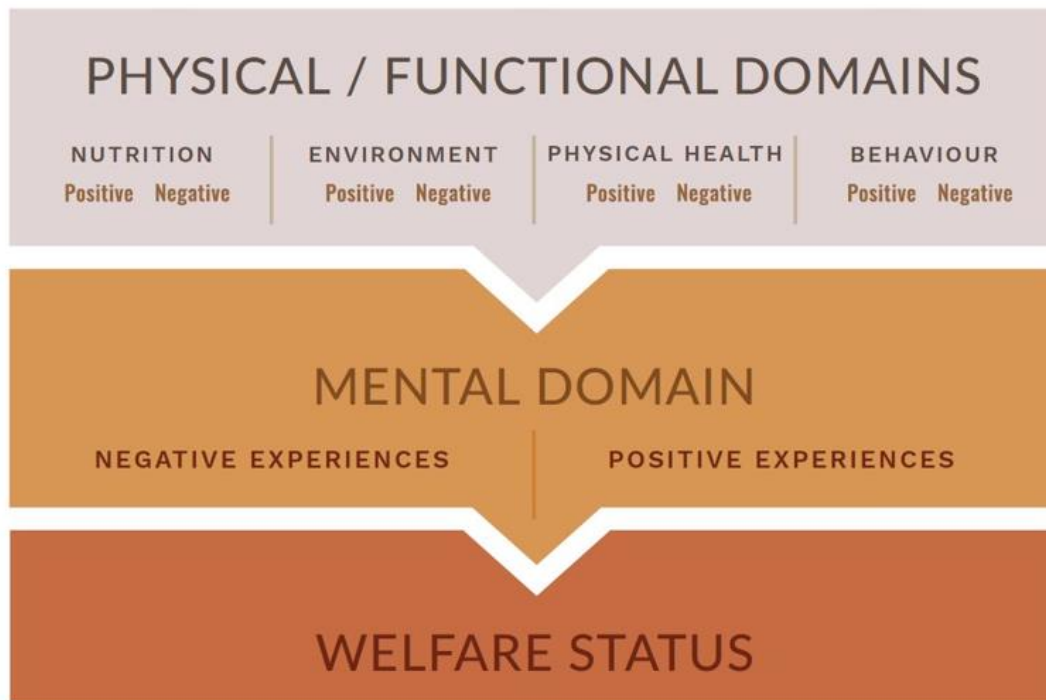 PHYSICAL / FUNCTIONAL DOMAINS
NUTRITION ENVIRONMENT PHYSICAL HEALTH BEHAVIOUR
Positive Negative Positive Negative Positive Negative Positive Negative
MENTAL DOMAIN
NEGATIVE EXPERIENCES POSITIVE EXPERIENCES
WELFARE STATUS